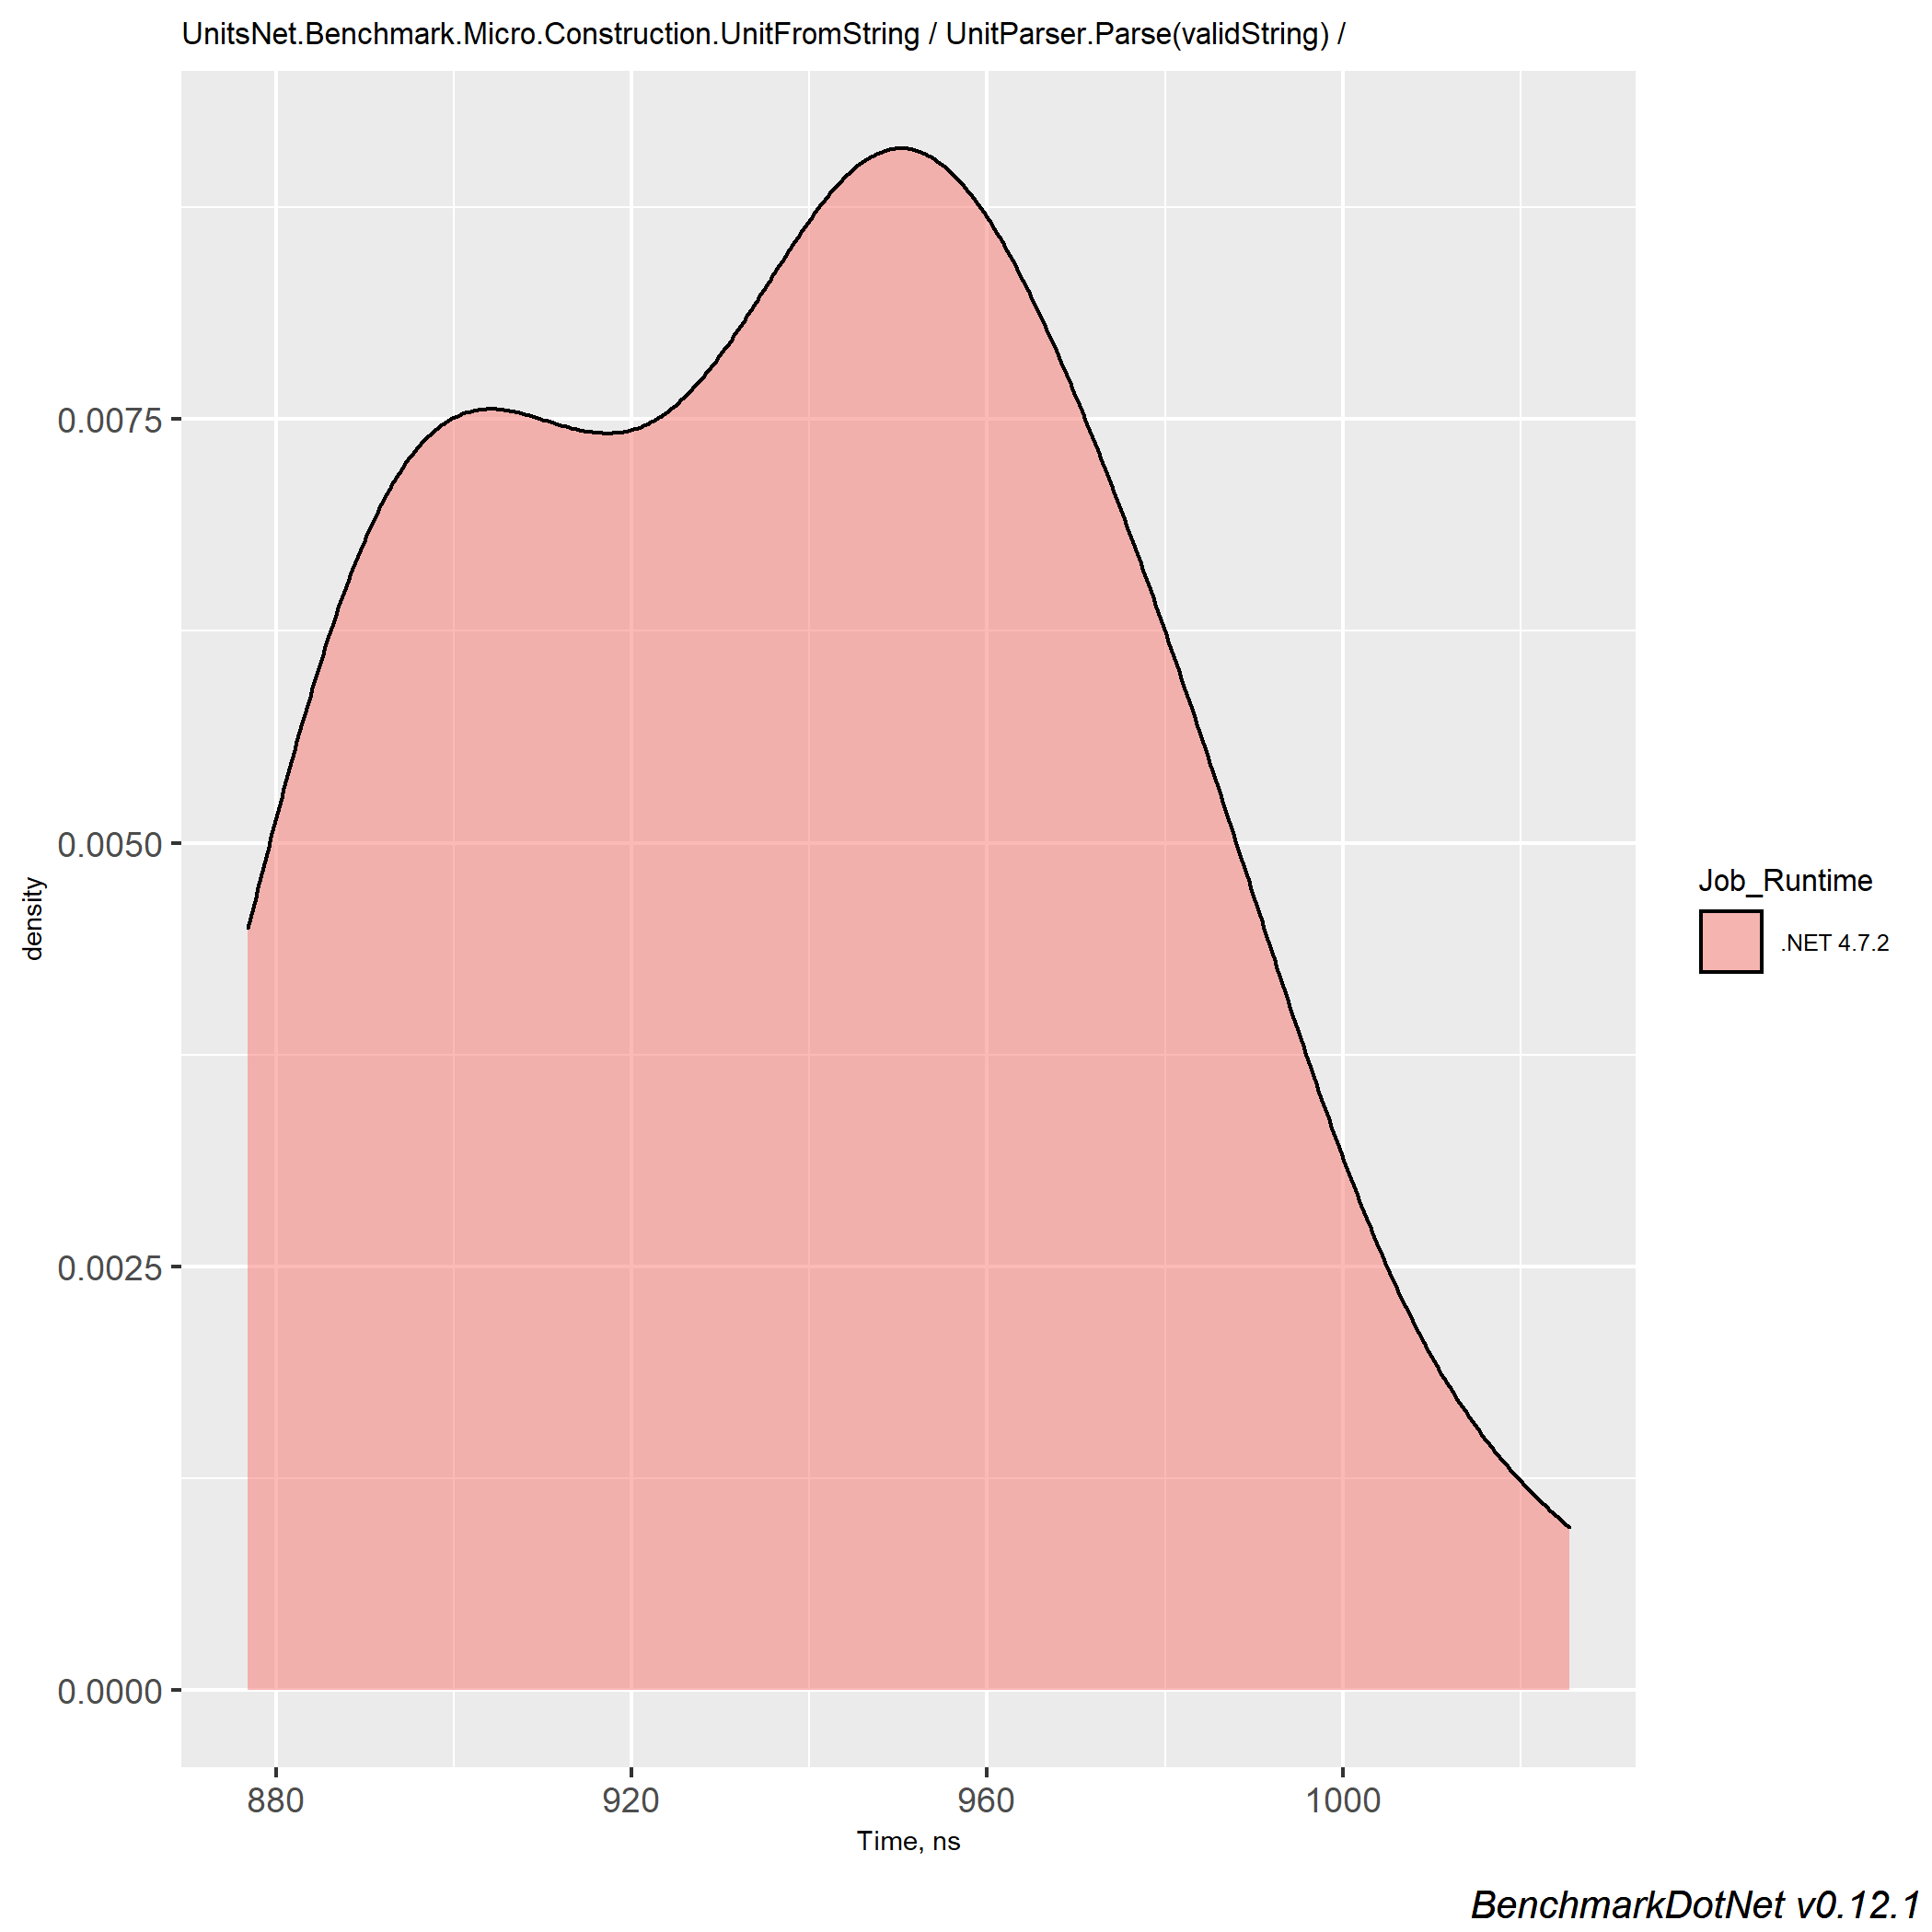 UnitsNet.Benchmark.Micro.Construction.UnitFromString / UnitParser.Parse(validString) /
0.0075
0.0050
0.0025
0.0000
density
880 920 960 1000
Time, ns
Job_Runtime
.NET 4.7.2
BenchmarkDotNet v0.12.1